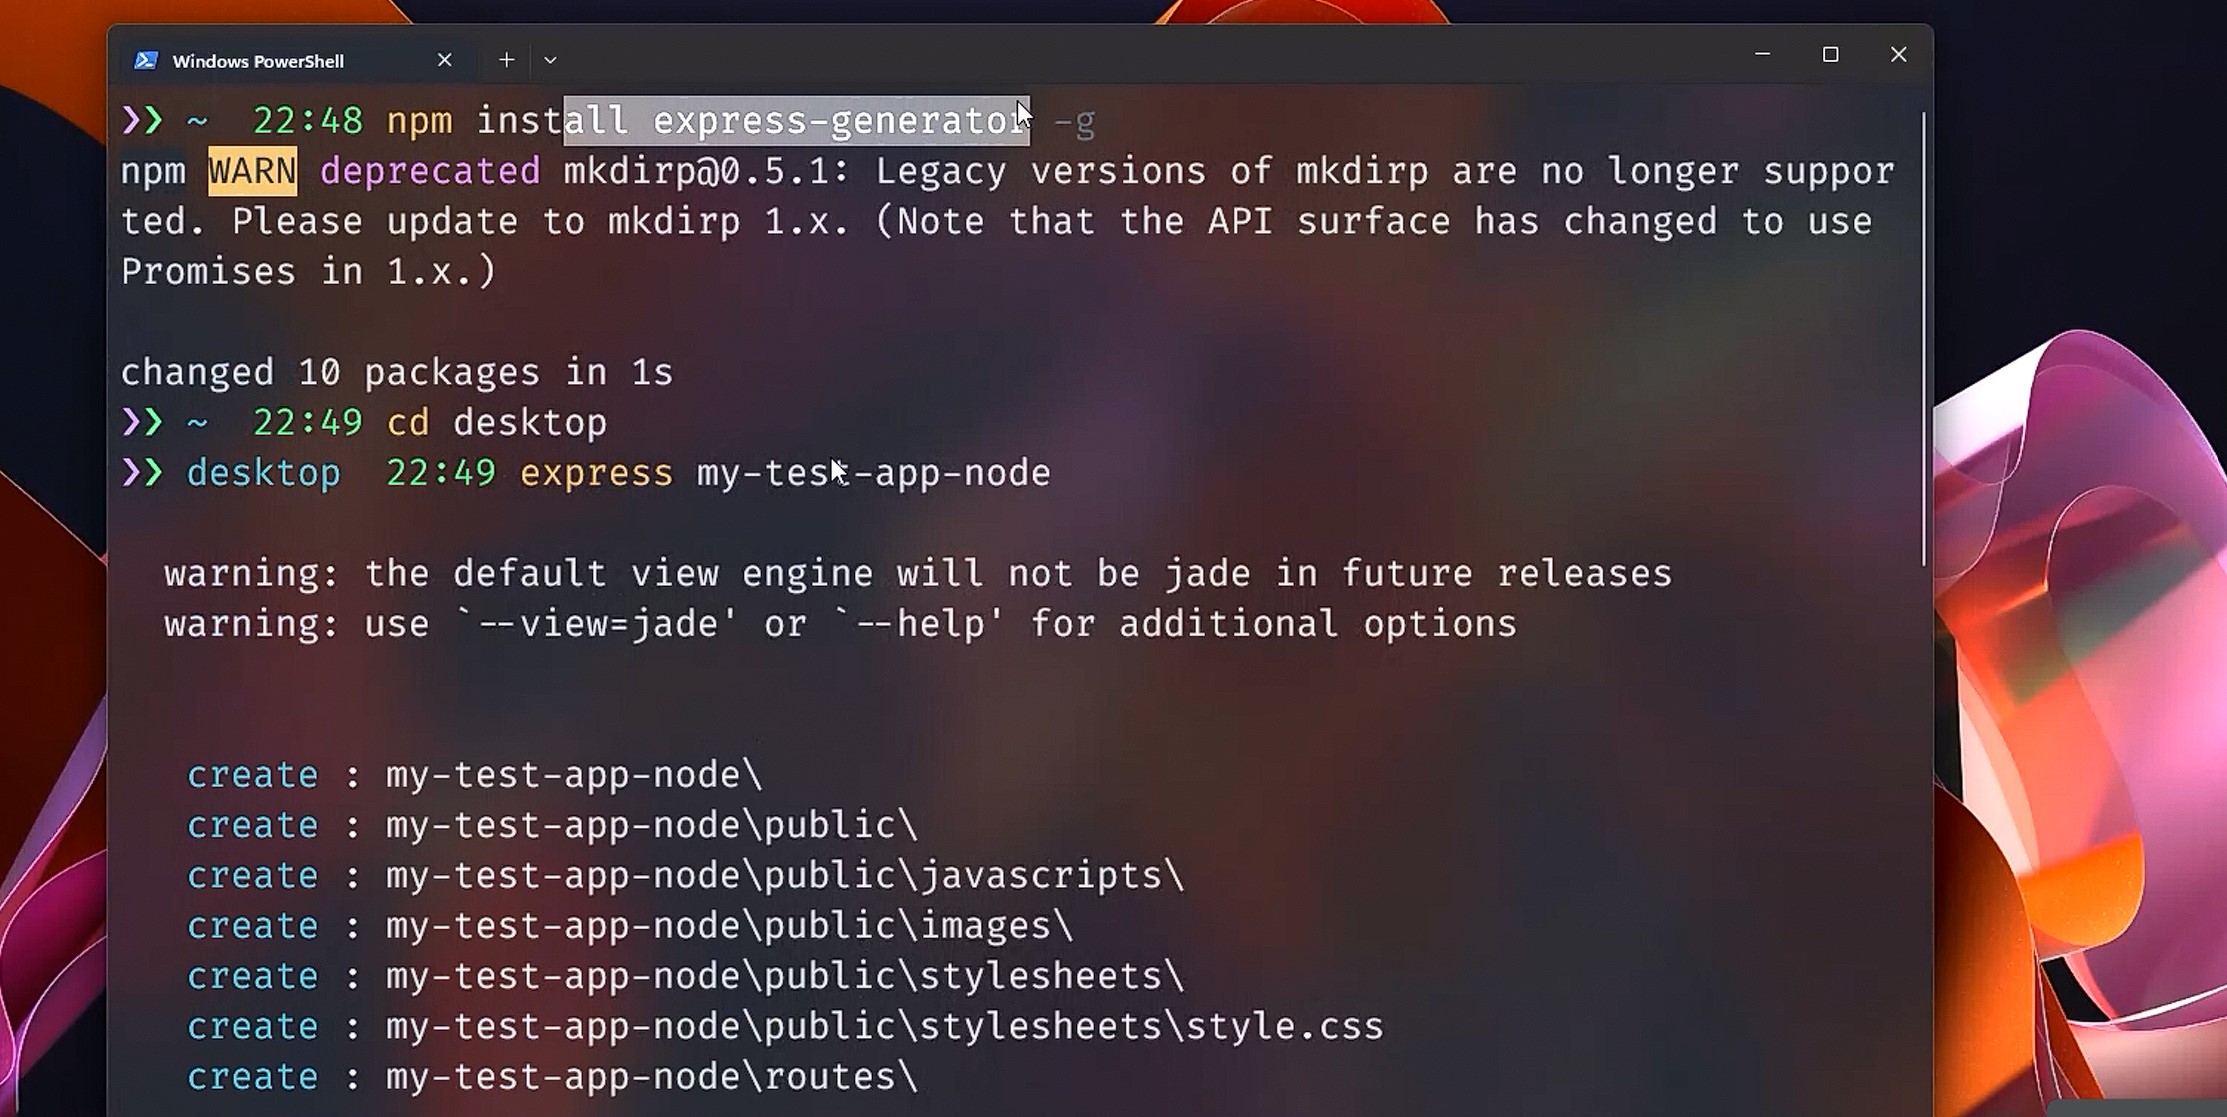 Windows PowerShell
❯❯ ~ 22:48 npm install express-generator -g
npm WARN deprecated mkdirp@0.5.1: Legacy versions of mkdirp are no longer suppor
ted. Please update to mkdirp 1.x. (Note that the API surface has changed to use
Promises in 1.x.)
changed 10 packages in 1s
❯❯ ~ 22:49 cd desktop
❯❯ desktop 22:49 express my-test-app-node
warning: the default view engine will not be jade in future releases
warning: use `--view=jade' or `--help' for additional options
create : my-test-app-node\
create : my-test-app-node\public\
create : my-test-app-node\public\javascripts\
create : my-test-app-node\public\images\
create : my-test-app-node\public\stylesheets\
create : my-test-app-node\public\stylesheets\style.css
create : my-test-app-node\routes\